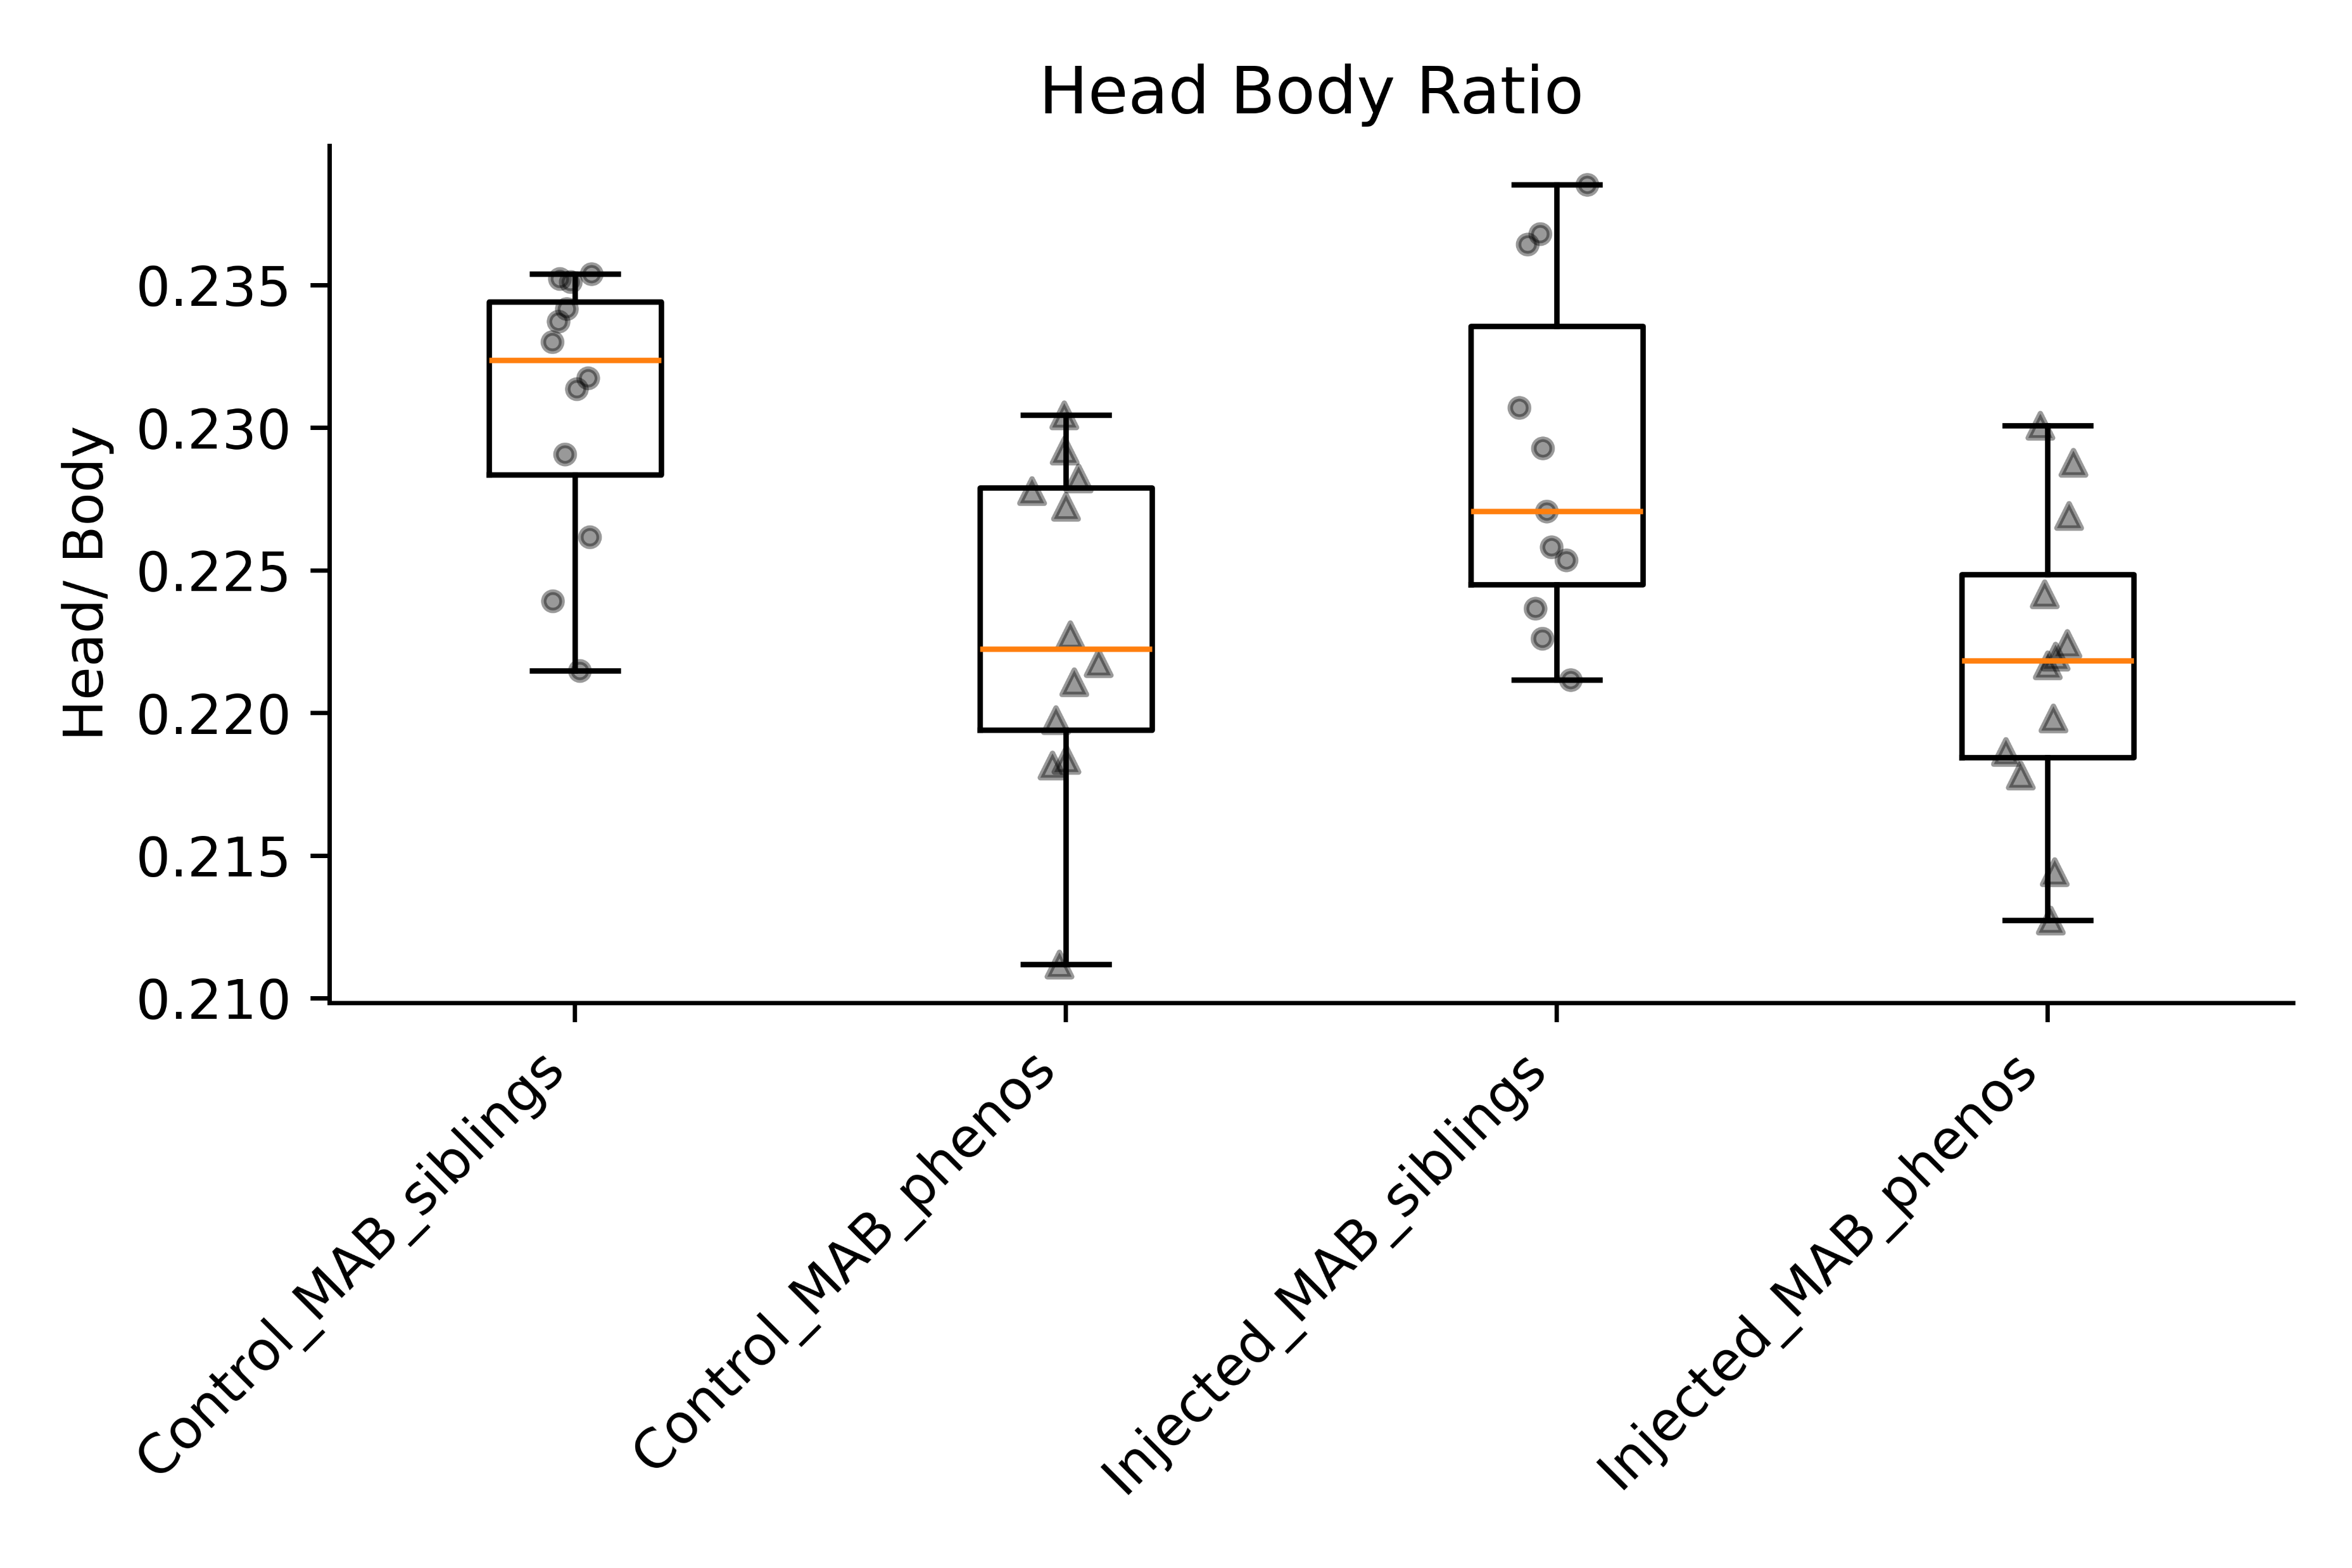 Head Body Ratio
Head/ Body
0.235
0.230
0.225
0.220
0.215
0.210
Control_MAB_siblings
Control_MAB_phenos
Injected_MAB_siblings
Injected_MAB_phenos